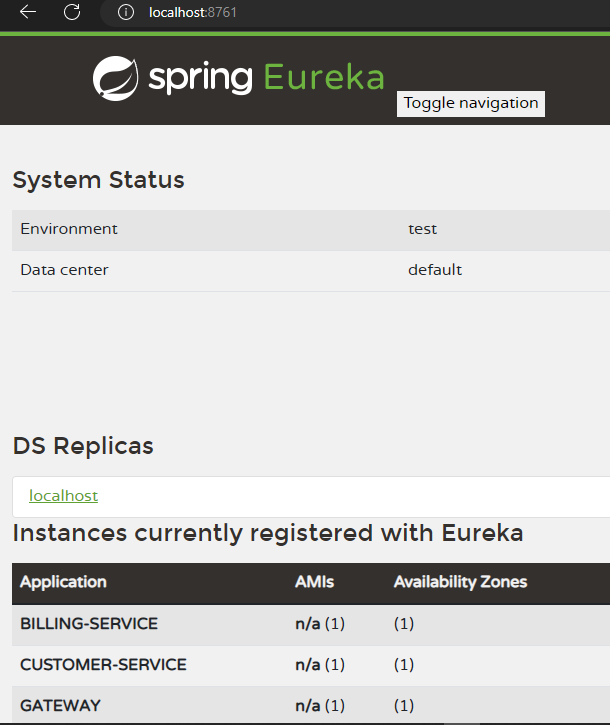 localhost:8761
spring Eureka
Toggle navigation
System Status
Environment test
Data center default
DS Replicas
localhost
Instances currently registered with Eureka
Application AMIs Availability Zones
BILLING-SERVICE n/a (1) (1)
CUSTOMER-SERVICE n/a (1) (1)
GATEWAY n/a (1) (1)